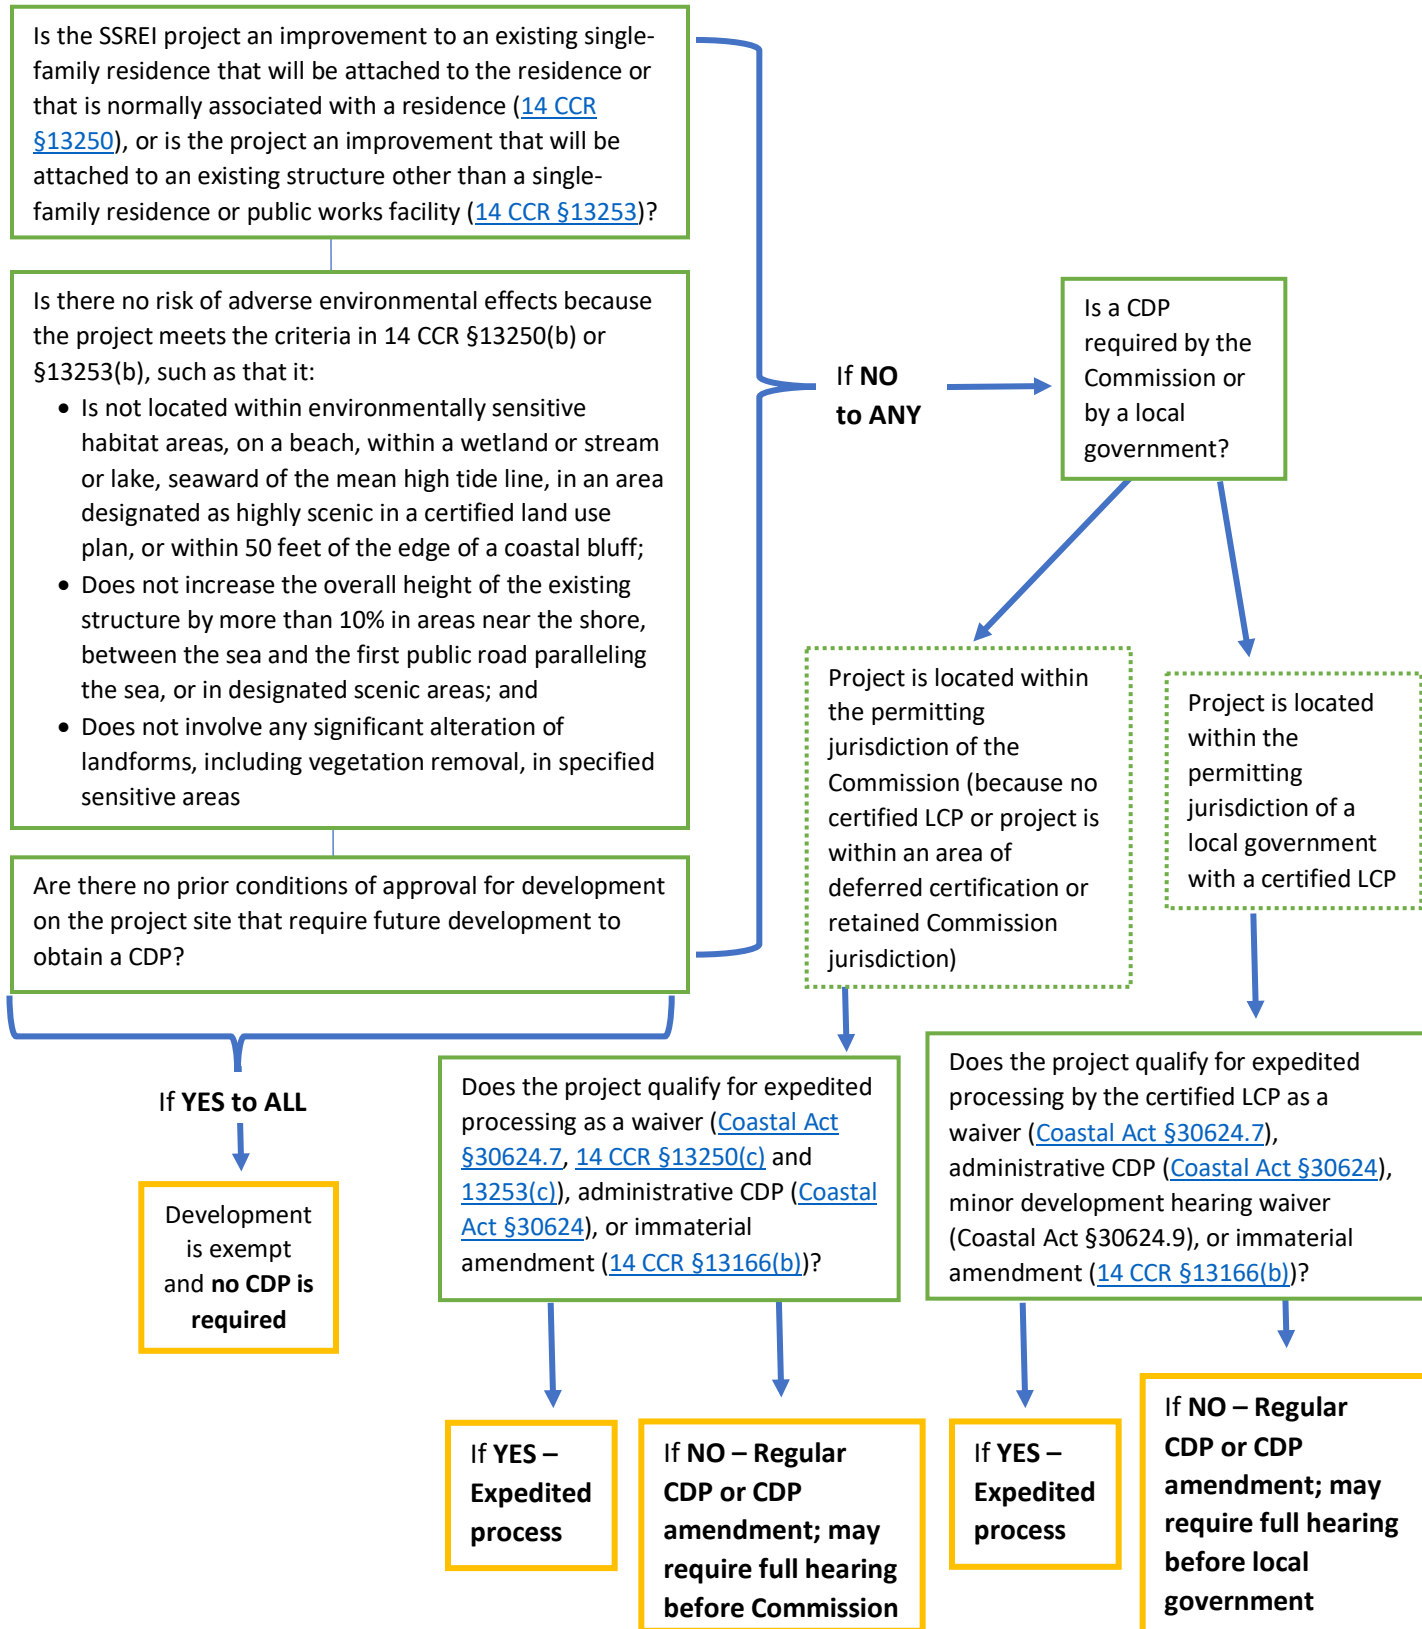 Is the SSREI project an improvement to an existing single-
family residence that will be attached to the residence or
that is normally associated with a residence (14 CCR
§13250), or is the project an improvement that will be
attached to an existing structure other than a single-
family residence or public works facility (14 CCR §13253)?
Is there no risk of adverse environmental effects because
the project meets the criteria in 14 CCR §13250(b) or
§13253(b), such as that it:
• Is not located within environmentally sensitive
habitat areas, on a beach, within a wetland or stream
or lake, seaward of the mean high tide line, in an area
designated as highly scenic in a certified land use
plan, or within 50 feet of the edge of a coastal bluff;
• Does not increase the overall height of the existing
structure by more than 10% in areas near the shore,
between the sea and the first public road paralleling
the sea, or in designated scenic areas; and
• Does not involve any significant alteration of
landforms, including vegetation removal, in specified
sensitive areas
Are there no prior conditions of approval for development
on the project site that require future development to
obtain a CDP?
If YES to ALL
Development
is exempt
and no CDP is
required
If NO
to ANY
Is a CDP
required by the
Commission or
by a local
government?
Project is located within
the permitting
jurisdiction of the
Commission (because no
certified LCP or project is
within an area of
deferred certification or
retained Commission
jurisdiction)
Project is located
within the
permitting
jurisdiction of a
local government
with a certified LCP
Does the project qualify for expedited
processing as a waiver (Coastal Act
§30624.7, 14 CCR §13250(c) and
13253(c)), administrative CDP (Coastal
Act §30624), or immaterial
amendment (14 CCR §13166(b))?
Does the project qualify for expedited
processing by the certified LCP as a
waiver (Coastal Act §30624.7),
administrative CDP (Coastal Act §30624),
minor development hearing waiver
(Coastal Act §30624.9), or immaterial
amendment (14 CCR §13166(b))?
If YES –
Expedited
process
If NO – Regular
CDP or CDP
amendment; may
require full hearing
before Commission
If YES –
Expedited
process
If NO – Regular
CDP or CDP
amendment; may
require full hearing
before local
government